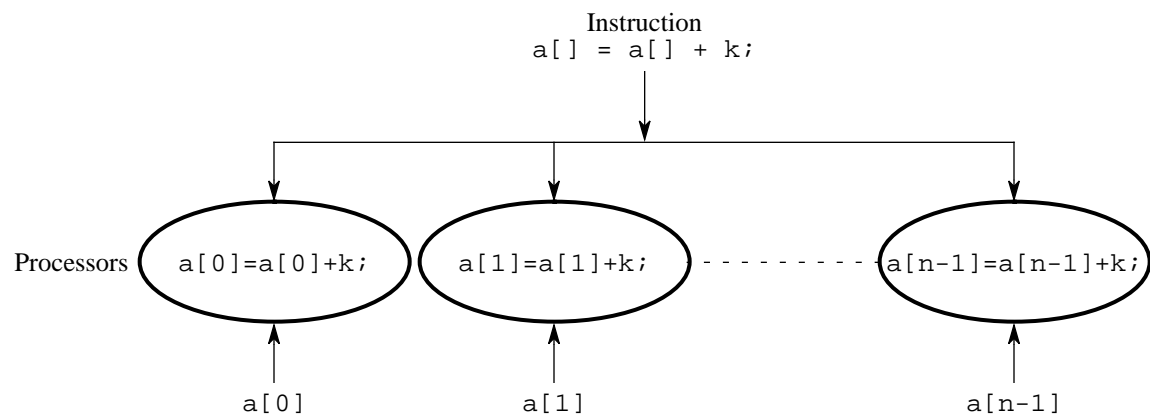 Instruction
a[] = a[] + k;
Processors
a[0]=a[0]+k;
a[1]=a[1]+k;
a[n-1]=a[n-1]+k;
a[0]
a[1]
a[n-1]